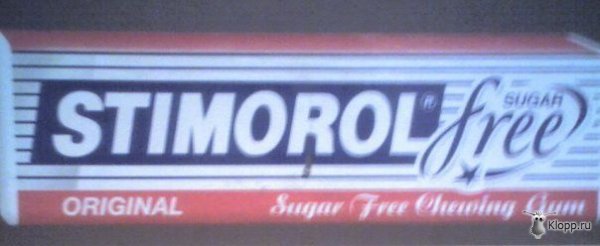 STIMOROL®
SUGAR
free
ORIGINAL
Sugar Free Chewing Gum
Klopp.ru